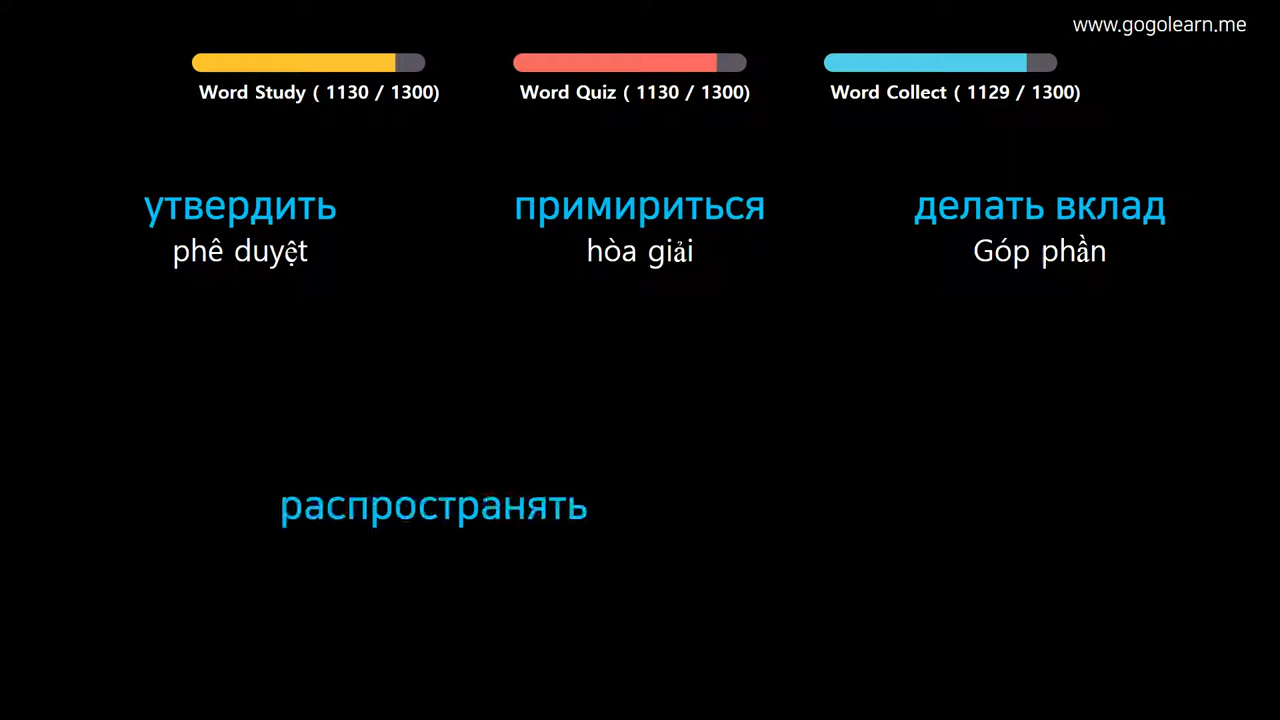 www.gogolearn.me
Word Study ( 1130 / 1300)
Word Quiz ( 1130 / 1300)
Word Collect ( 1129 / 1300)
утвердить
phê duyệt
примириться
hòa giải
делать вклад
Góp phần
распространять